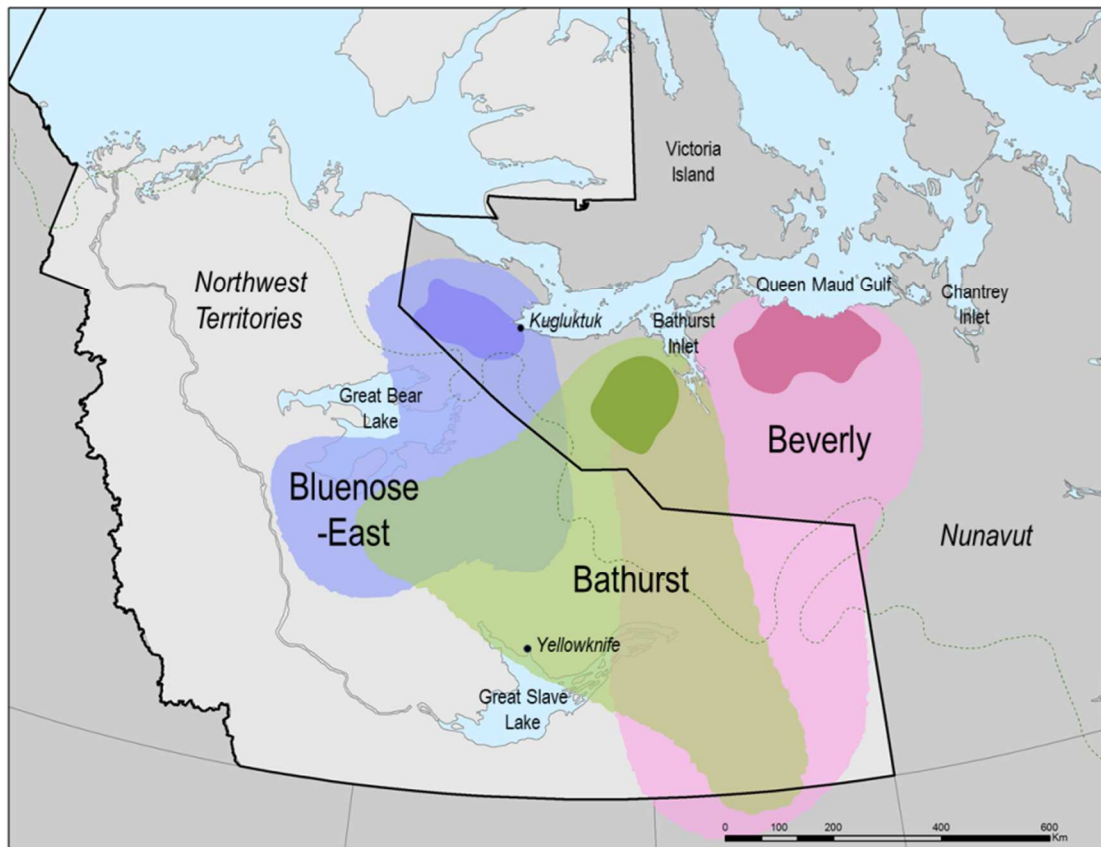 Victoria
Island
Northwest
Territories
Queen Maud Gulf
Chantrey
Inlet
Kugluktuk
Bathurst
Inlet
Great Bear
Lake
Beverly
Bluenose
-East
Nunavut
Bathurst
Yellowknife
Great Slave
Lake
0 100 200 400 600
Km